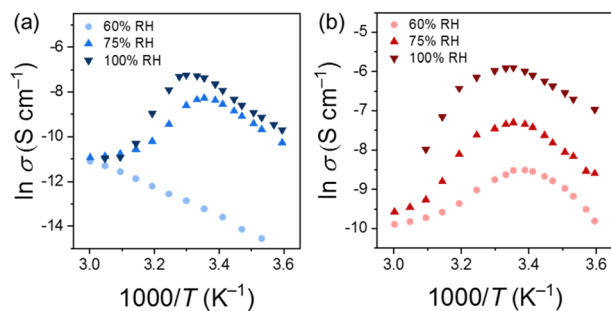 (a)
60% RH
75% RH
100% RH
ln σ (S cm⁻¹)
-6
-8
-10
-12
-14
3.0
3.2
3.4
3.6
1000/T (K⁻¹)
(b)
60% RH
75% RH
100% RH
ln σ (S cm⁻¹)
-5
-6
-7
-8
-9
-10
3.0
3.2
3.4
3.6
1000/T (K⁻¹)